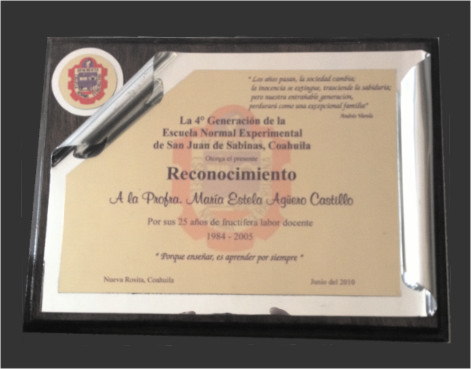 " Los años pasan, la sociedad cambia;
la inocencia se extingue, trasciende la sabiduría;
pero nuestra entrañable generación,
perdurará como una excepcional familia"
La 4° Generación de la
Escuela Normal Experimental
de San Juan de Sabinas, Coahuila
Otorga el presente
Reconocimiento
A la Profra. María Estela Agüero Castillo
Por sus 25 años de fructífera labor docente
1984 - 2005
" Porque enseñar, es aprender por siempre "
Nueva Rosita, Coahuila
Junio del 2010